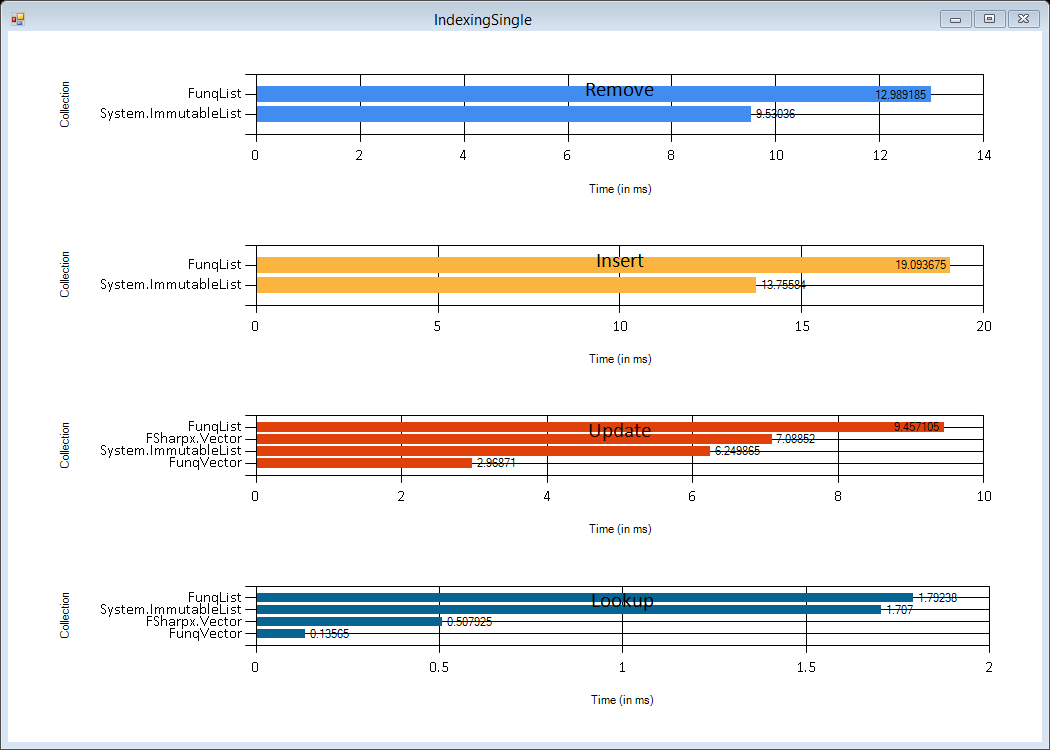 IndexingSingle
Remove
Collection
FunqList 12.989185
System.ImmutableList 9.53036
0 2 4 6 8 10 12 14
Time (in ms)
Insert
Collection
FunqList 19.093675
System.ImmutableList 13.75584
0 5 10 15 20
Time (in ms)
Update
Collection
FunqList 9.457105
FSharpx.Vector 7.08852
System.ImmutableList 6.249865
FunqVector 2.96871
0 2 4 6 8 10
Time (in ms)
Lookup
Collection
FunqList 1.79238
System.ImmutableList 1.707
FSharpx.Vector 0.507925
FunqVector 0.13565
0 0.5 1 1.5 2
Time (in ms)